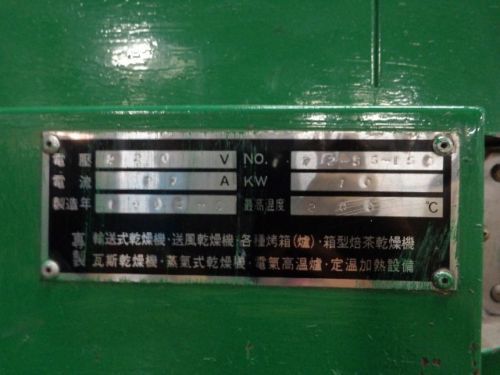 電壓 220 V NO.
電流 A KW 10
製造年 最高溫度 200 ℃
專製 輸送式乾燥機·送風乾燥機·各種烤箱(爐)·箱型焙茶乾燥機
瓦斯乾燥機·蒸氣式乾燥機·電氣高溫爐·定溫加熱設備